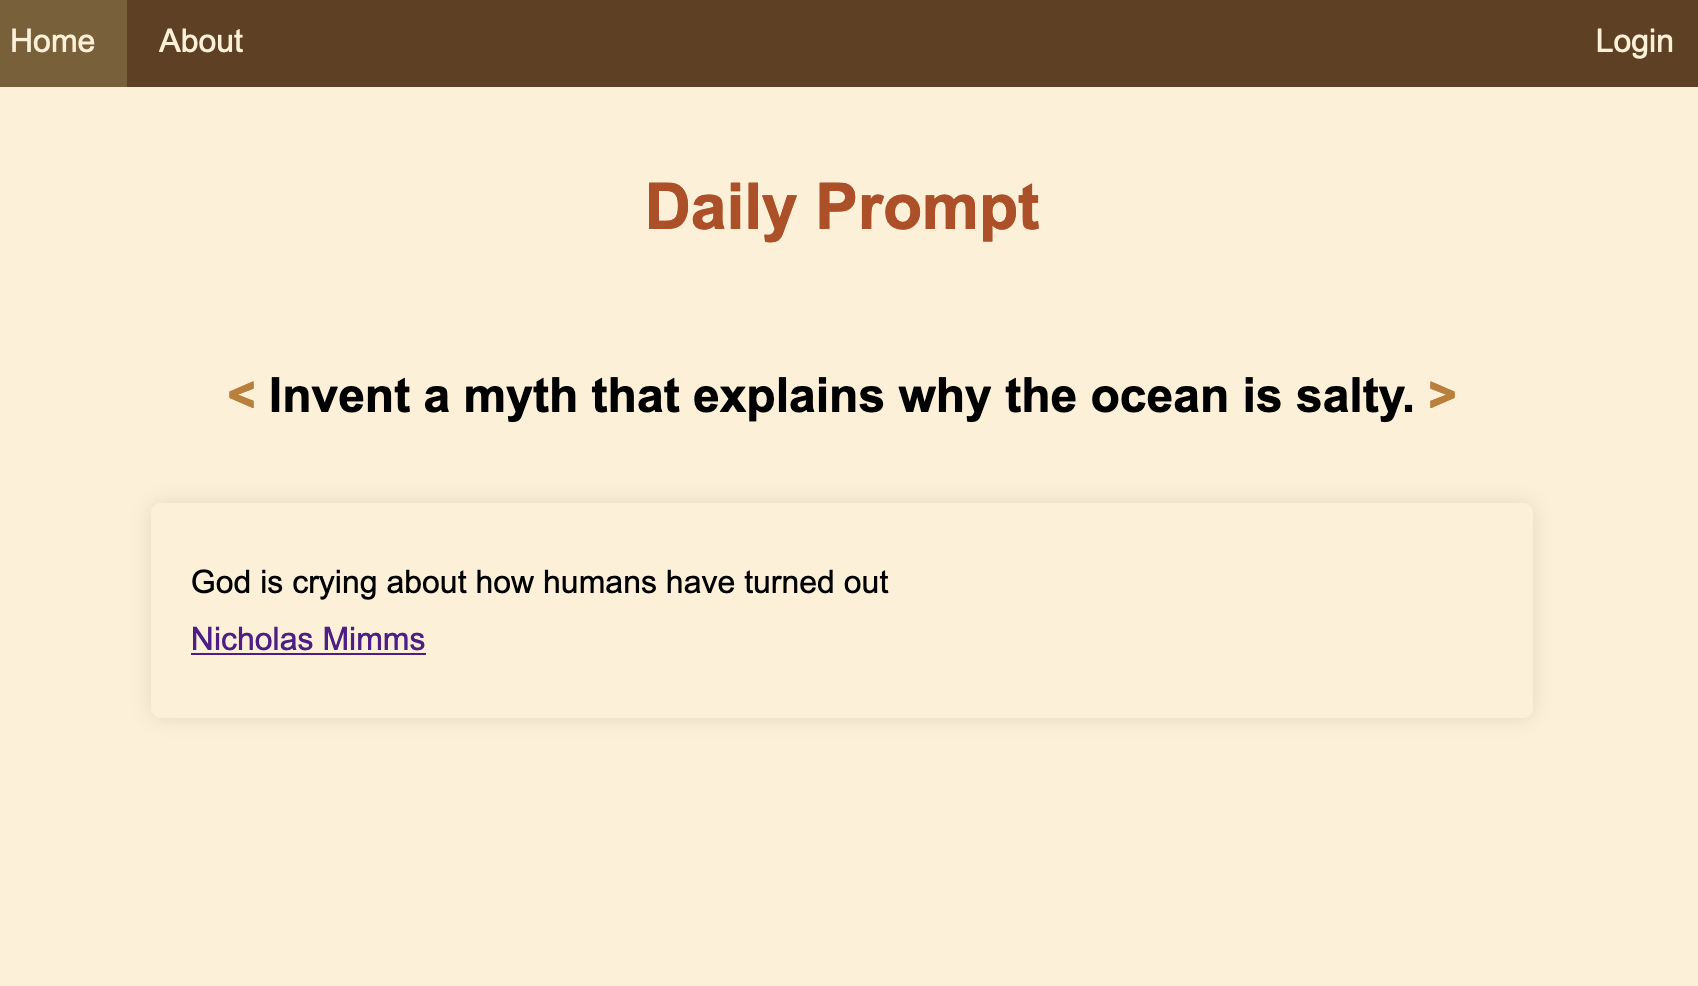 Home About Login
Daily Prompt
< Invent a myth that explains why the ocean is salty. >
God is crying about how humans have turned out
Nicholas Mimms